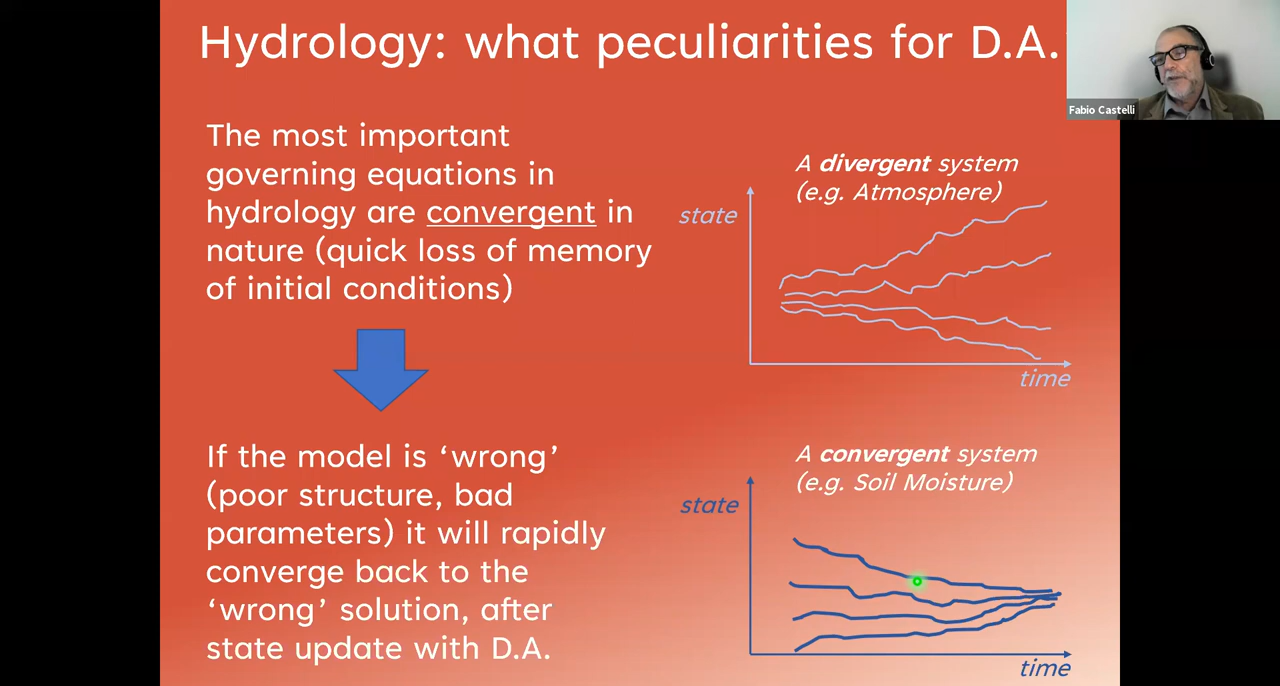 Hydrology: what peculiarities for D.A.
Fabio Castelli
The most important
governing equations in
hydrology are convergent in
nature (quick loss of memory
of initial conditions)
A divergent system
(e.g. Atmosphere)
state
time
If the model is ‘wrong’
(poor structure, bad
parameters) it will rapidly
converge back to the
‘wrong’ solution, after
state update with D.A.
A convergent system
(e.g. Soil Moisture)
state
time